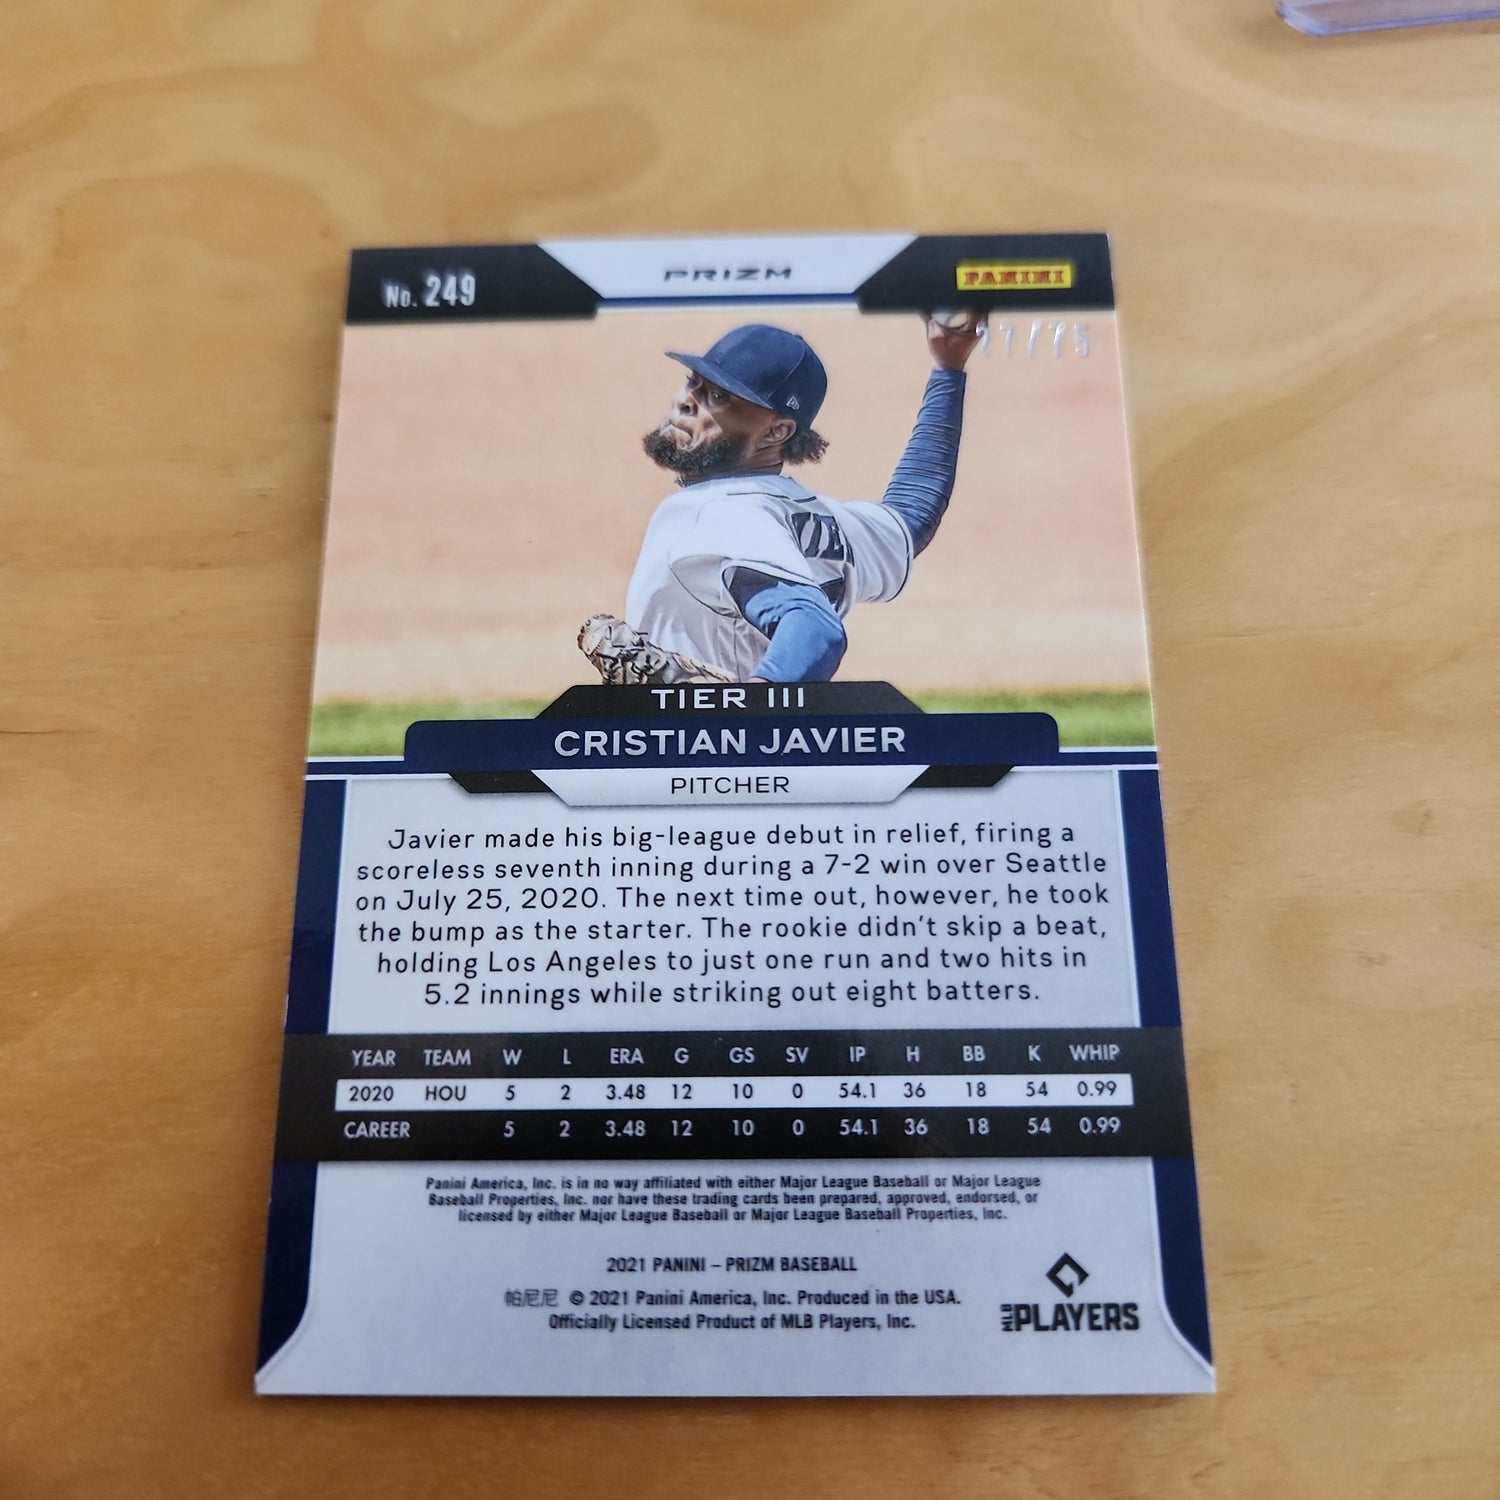 No. 249
PRIZM
PANINI
27/75
TIER III
CRISTIAN JAVIER
PITCHER
Javier made his big-league debut in relief, firing a
scoreless seventh inning during a 7-2 win over Seattle
on July 25, 2020. The next time out, however, he took
the bump as the starter. The rookie didn't skip a beat,
holding Los Angeles to just one run and two hits in
5.2 innings while striking out eight batters.
YEAR TEAM W L ERA G GS SV IP H BB K WHIP
2020 HOU 5 2 3.48 12 10 0 54.1 36 18 54 0.99
CAREER 5 2 3.48 12 10 0 54.1 36 18 54 0.99
Panini America, Inc. is in no way affiliated with either Major League Baseball or Major League
Baseball Properties, Inc. nor have these trading cards been prepared, approved, endorsed, or
licensed by either Major League Baseball or Major League Baseball Properties, Inc.
2021 PANINI – PRIZM BASEBALL
帕尼尼 © 2021 Panini America, Inc. Produced in the USA.
Officially Licensed Product of MLB Players, Inc.
MLB PLAYERS